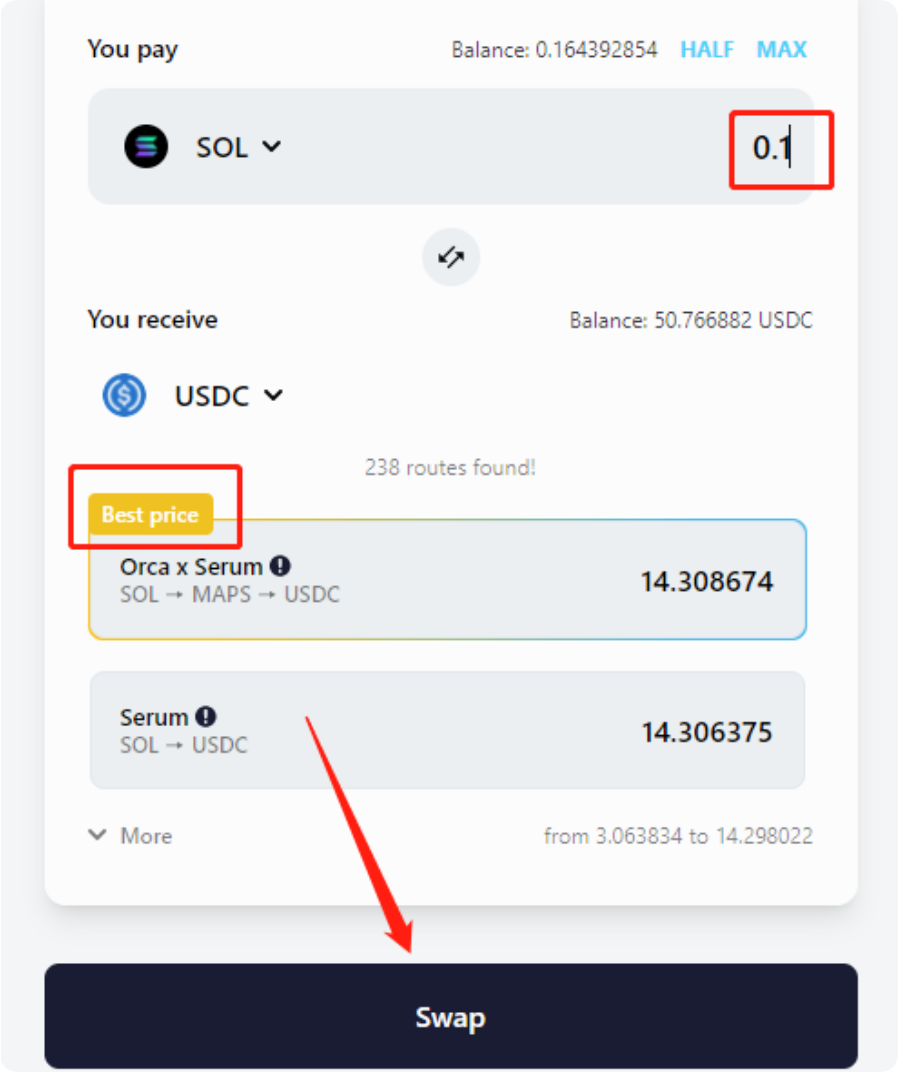 You pay Balance: 0.164392854 HALF MAX
SOL 0.1
You receive Balance: 50.766882 USDC
USDC
238 routes found!
Best price
Orca x Serum
SOL → MAPS → USDC
14.308674
Serum
SOL → USDC
14.306375
More from 3.063834 to 14.298022
Swap